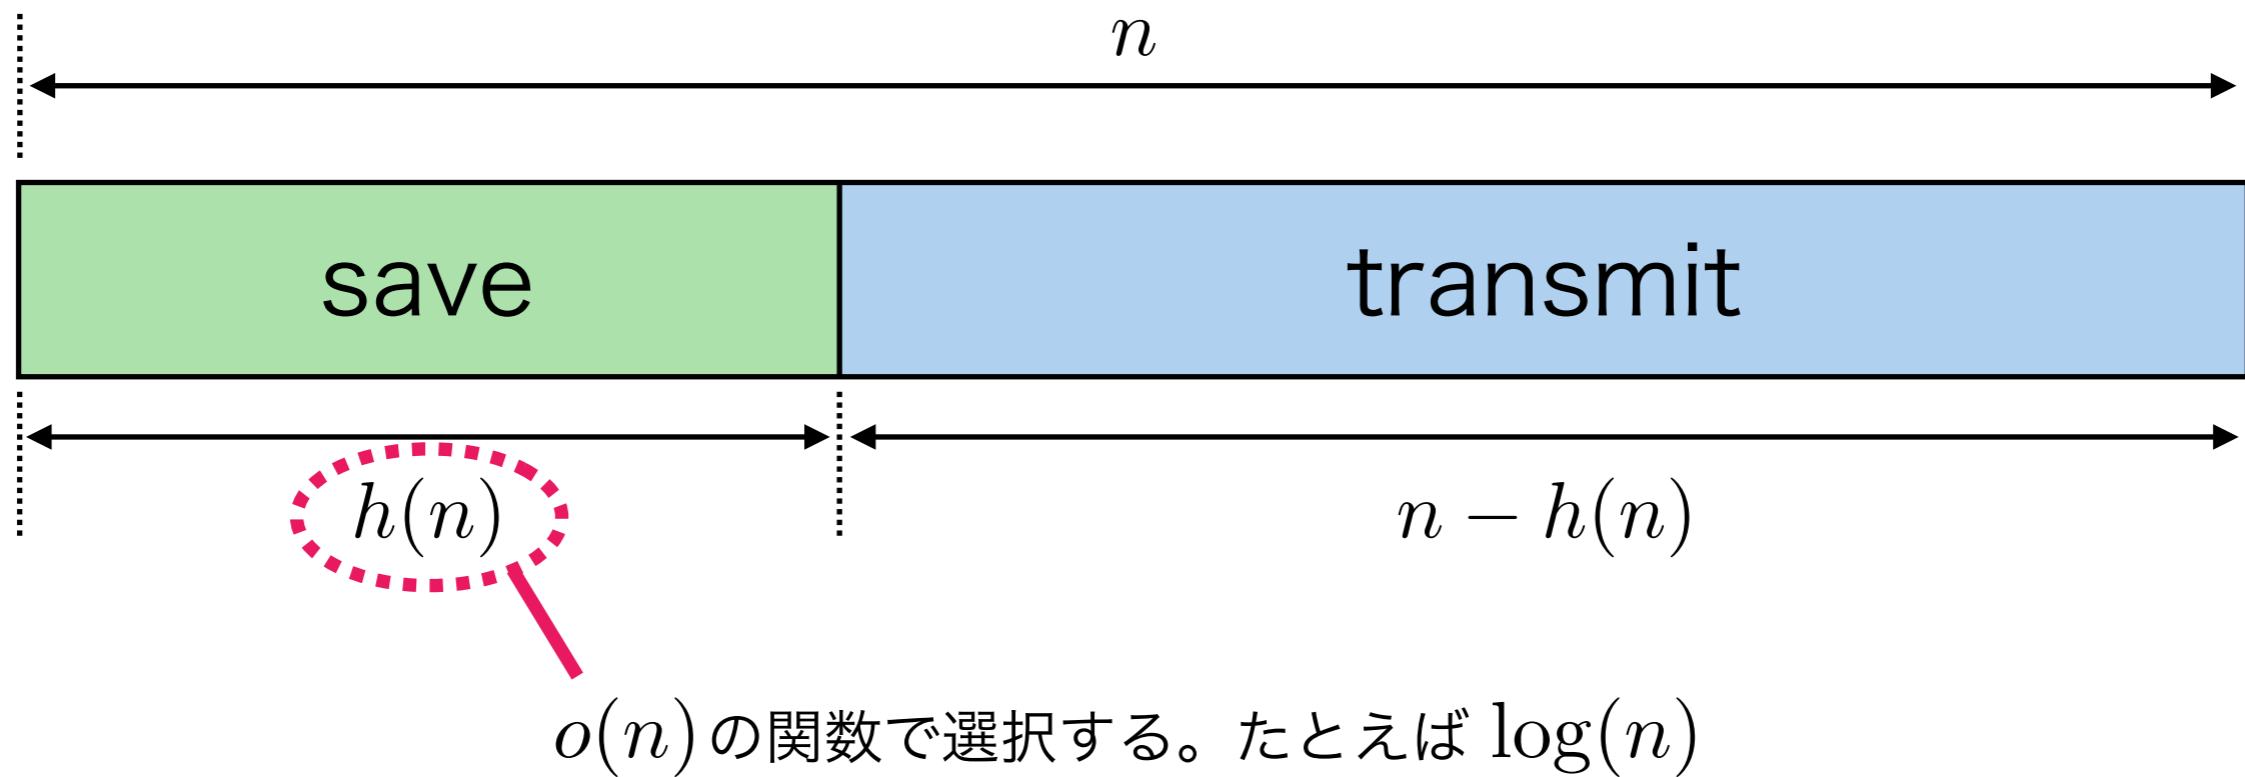 n
save transmit
h(n) n − h(n)
o(n)の関数で選択する。たとえば log(n)